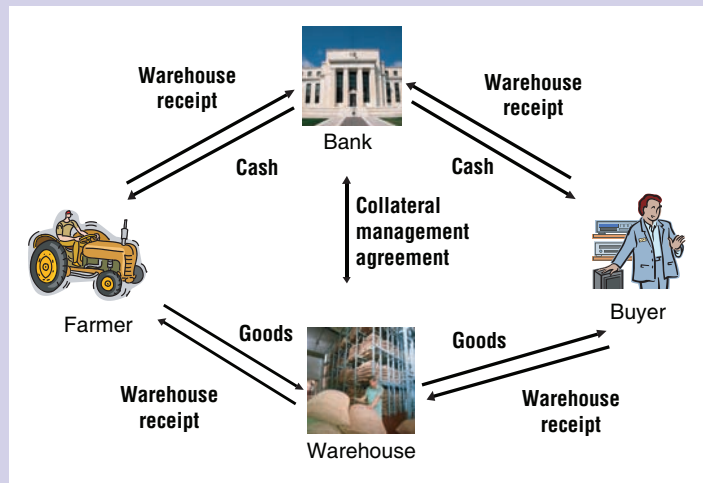 Warehouse
receipt
Warehouse
receipt
Bank
Cash
Cash
Collateral
management
agreement
Farmer
Buyer
Goods
Goods
Warehouse
receipt
Warehouse
receipt
Warehouse